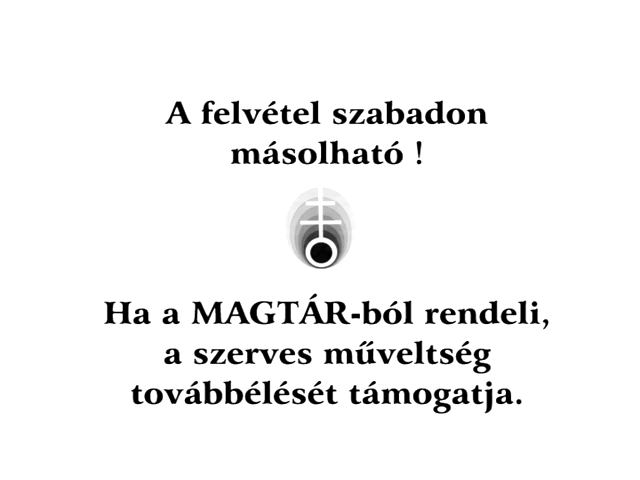 A felvétel szabadon
másolható !
Ha a MAGTÁR-ból rendeli,
a szerves műveltség
továbbélését támogatja.